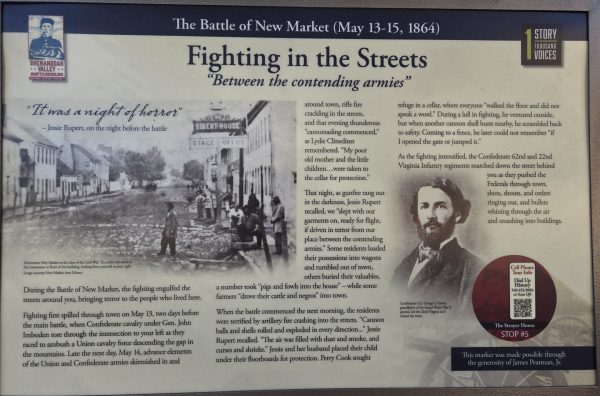 The Battle of New Market (May 13-15, 1864)
SHENANDOAH
VALLEY
BATTLEFIELDS
1 STORY
THOUSAND
VOICES
Fighting in the Streets
"Between the contending armies"
"It was a night of horror"
– Jessie Rupert, on the night before the battle
SIBERT-HOUSE
STAGE OFFICE
During the Battle of New Market, the fighting engulfed the
streets around you, bringing terror to the people who lived here.
Fighting first spilled through town on May 13, two days before
the main battle, when Confederate cavalry under Gen. John
Imboden tore through the intersection to your left as they
raced to ambush a Union cavalry force descending the gap in
the mountains. Late the next day, May 14, advance elements
of the Union and Confederate armies skirmished in and
around town, rifle fire
crackling in the streets,
and that evening thunderous
"cannonading commenced,"
as Lydie Clinedinst
remembered. "My poor
old mother and the little
children…were taken to
the cellar for protection."
That night, as gunfire rang out
in the darkness, Jessie Rupert
recalled, we "slept with our
garments on, ready for flight,
if driven in terror from our
place between the contending
armies." Some residents loaded
their possessions into wagons
and rumbled out of town,
others buried their valuables,
a number took "pigs and fowls into the house" – while some
farmers "drove their cattle and negros" into town.
When the battle commenced the next morning, the residents
were terrified by artillery fire crashing into the streets. "Cannon
balls and shells rolled and exploded in every direction..." Jessie
Rupert recalled. "The air was filled with dust and smoke, and
curses and shrieks." Jessie and her husband placed their child
under their floorboards for protection. Perry Cook sought
refuge in a cellar, where everyone "walked the floor and did not
speak a word." During a lull in fighting, he ventured outside,
but when another cannon shell burst nearby, he scrambled back
to safety. Coming to a fence, he later could not remember "if
I opened the gate or jumped it."
As the fighting intensified, the Confederate 62nd and 22nd
Virginia Infantry regiments marched down the street behind
you as they pushed the
Federals through town,
shots, shouts, and orders
ringing out, and bullets
whining through the air
and smashing into buildings.
Cell Phone
Tour Info
Dial Up
History
or Scan QR
The Strayer House
STOP #5
This marker was made possible through
the generosity of James Pearman, Jr.